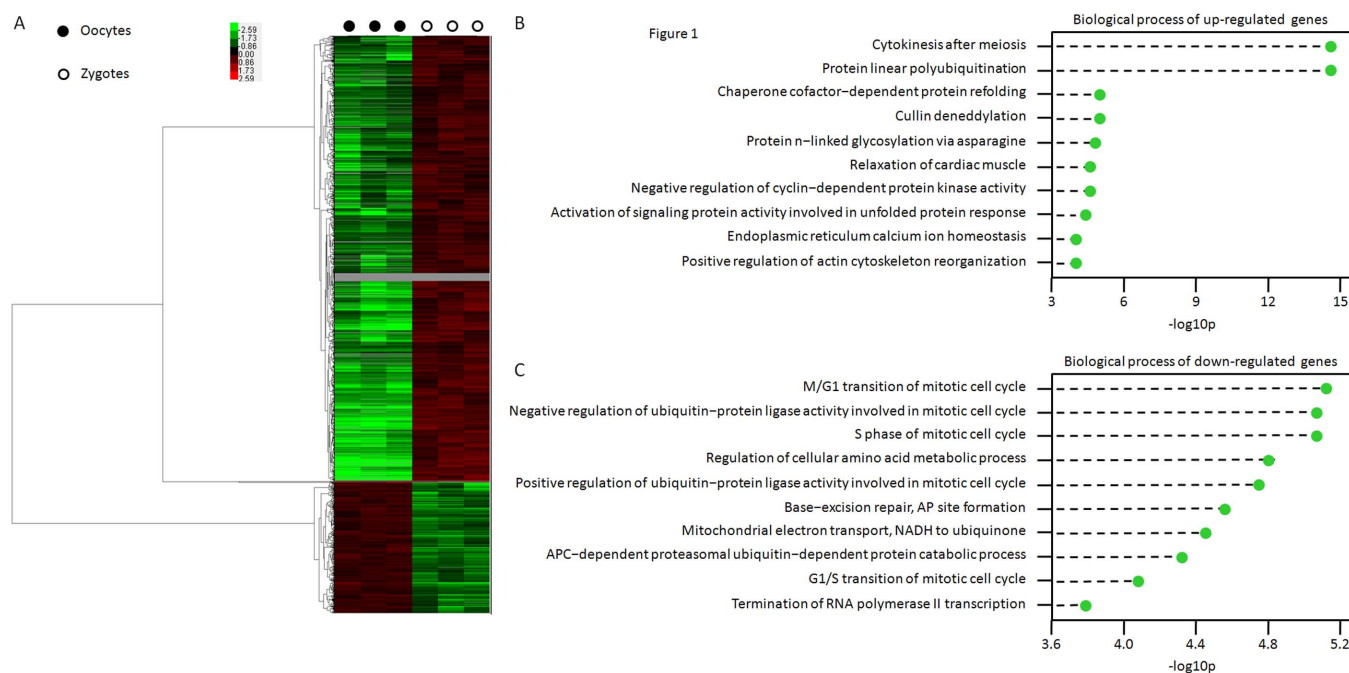 A
Oocytes
Zygotes
-2.59
-1.73
-0.86
0.00
0.86
1.73
2.59
B
Figure 1
Biological process of up-regulated genes
Cytokinesis after meiosis
Protein linear polyubiquitination
Chaperone cofactor−dependent protein refolding
Cullin deneddylation
Protein n−linked glycosylation via asparagine
Relaxation of cardiac muscle
Negative regulation of cyclin−dependent protein kinase activity
Activation of signaling protein activity involved in unfolded protein response
Endoplasmic reticulum calcium ion homeostasis
Positive regulation of actin cytoskeleton reorganization
3 6 9 12 15
-log10p
C
Biological process of down-regulated genes
M/G1 transition of mitotic cell cycle
Negative regulation of ubiquitin−protein ligase activity involved in mitotic cell cycle
S phase of mitotic cell cycle
Regulation of cellular amino acid metabolic process
Positive regulation of ubiquitin−protein ligase activity involved in mitotic cell cycle
Base−excision repair, AP site formation
Mitochondrial electron transport, NADH to ubiquinone
APC−dependent proteasomal ubiquitin−dependent protein catabolic process
G1/S transition of mitotic cell cycle
Termination of RNA polymerase II transcription
3.6 4.0 4.4 4.8 5.2
-log10p